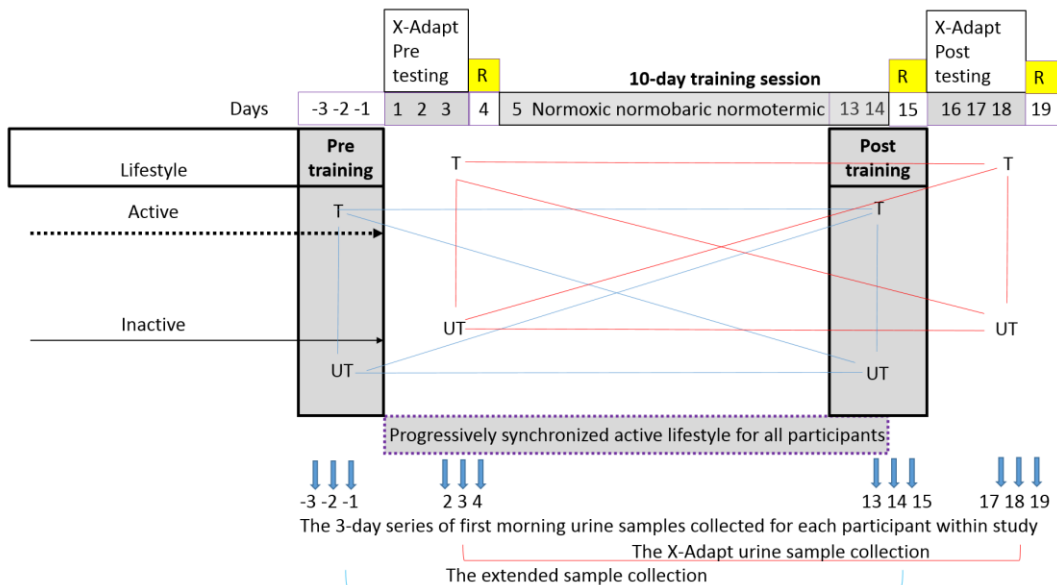 X-Adapt
Pre
testing
X-Adapt
Post
testing
R
10-day training session
R
R
Days
-3 -2 -1
1 2 3
4
5 Normoxic normobaric normotermic
13 14
15
16 17 18
19
Lifestyle
Pre
training
T
Post
training
T
Active
T
T
Inactive
UT
UT
UT
UT
Progressively synchronized active lifestyle for all participants
-3 -2 -1
2 3 4
13 14 15
17 18 19
The 3-day series of first morning urine samples collected for each participant within study
The X-Adapt urine sample collection
The extended sample collection